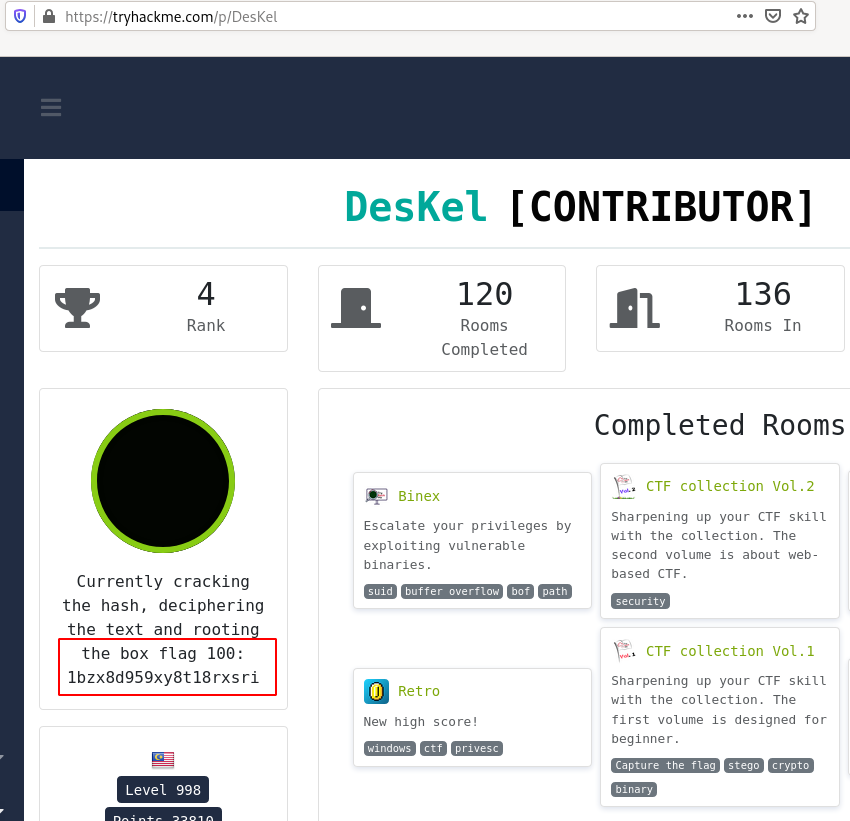 https://tryhackme.com/p/DesKel
DesKel [CONTRIBUTOR]
4
Rank
120
Rooms
Completed
136
Rooms In
Currently cracking
the hash, deciphering
the text and rooting
the box flag 100:
1bzx8d959xy8t18rxsri
Level 998
Points 33810
Completed Rooms
Binex
Escalate your privileges by
exploiting vulnerable
binaries.
suid buffer overflow bof path
CTF collection Vol.2
Sharpening up your CTF skill
with the collection. The
second volume is about web-
based CTF.
security
Retro
New high score!
windows ctf privesc
CTF collection Vol.1
Sharpening up your CTF skill
with the collection. The
first volume is designed for
beginner.
Capture the flag stego crypto
binary